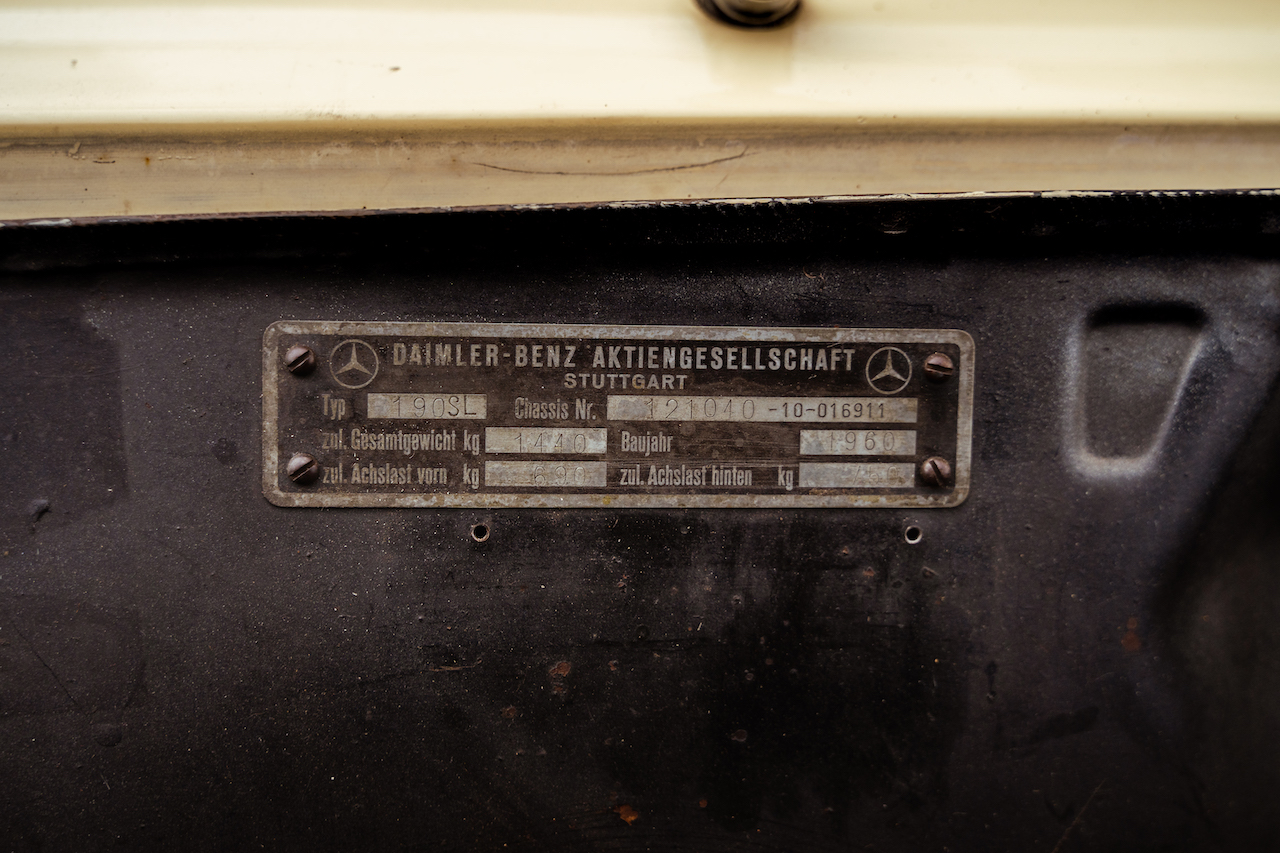 DAIMLER-BENZ AKTIENGESELLSCHAFT
STUTTGART
Typ 190SL Chassis Nr. 121040-10-016911
zul. Gesamtgewicht kg 1440 Baujahr 1960
zul. Achslast vorn kg 690 zul. Achslast hinten kg